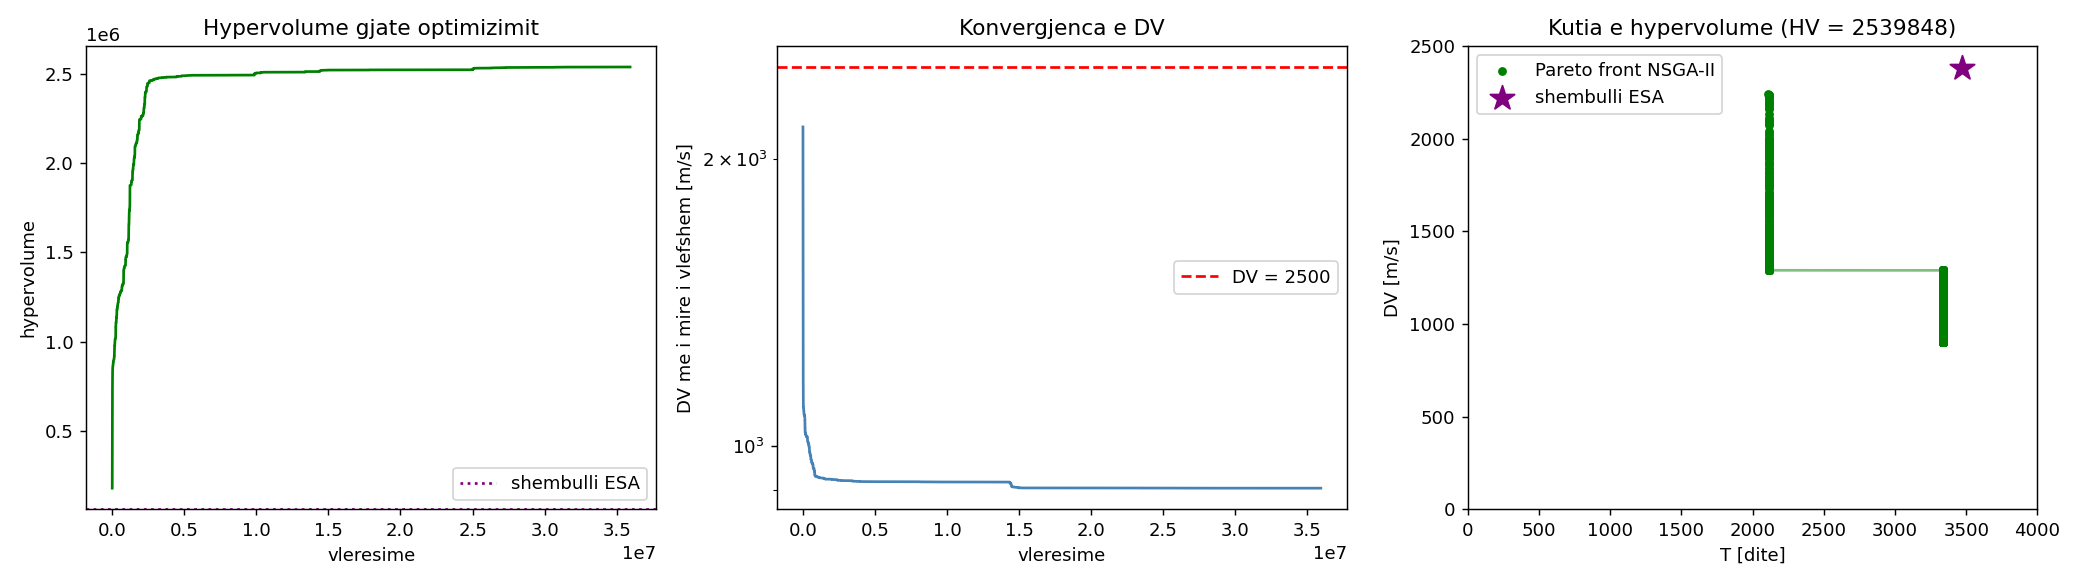 Hypervolume gjate optimizimit
1e6
2.5
2.0
1.5
1.0
0.5
hypervolume
shembulli ESA
0.0 0.5 1.0 1.5 2.0 2.5 3.0 3.5
1e7
vleresime
Konvergjenca e DV
2 × 10³
10³
DV me i mire i vlefshem [m/s]
DV = 2500
0.0 0.5 1.0 1.5 2.0 2.5 3.0 3.5
1e7
vleresime
Kutia e hypervolume (HV = 2539848)
2500
2000
1500
1000
500
0
DV [m/s]
Pareto front NSGA-II
shembulli ESA
0 500 1000 1500 2000 2500 3000 3500 4000
T [dite]